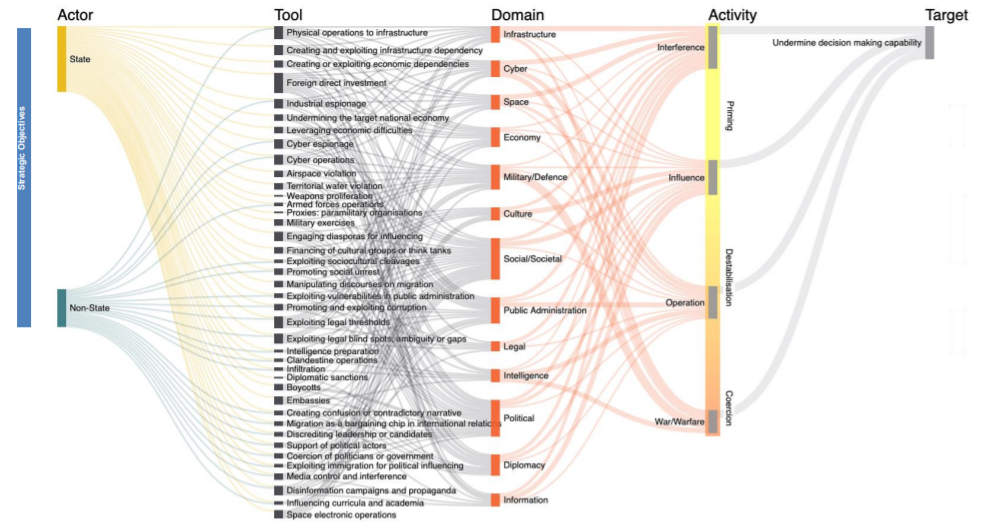 Actor
Tool
Domain
Activity
Target
Strategic Objectives
State
Non-State
Physical operations to infrastructure
Creating and exploiting infrastructure dependency
Creating or exploiting economic dependencies
Foreign direct investment
Industrial espionage
Undermining the target national economy
Leveraging economic difficulties
Cyber espionage
Cyber operations
Airspace violation
Territorial water violation
Weapons proliferation
Armed forces operations
Proxies: paramilitary organisations
Military exercises
Engaging diasporas for influencing
Financing of cultural groups or think tanks
Exploiting sociocultural cleavages
Promoting social unrest
Manipulating discourses on migration
Exploiting vulnerabilities in public administration
Promoting and exploiting corruption
Exploiting legal thresholds
Exploiting legal blind spots, ambiguity or gaps
Intelligence preparation
Clandestine operations
Infiltration
Diplomatic sanctions
Boycotts
Embassies
Creating confusion or contradictory narrative
Migration as a bargaining chip in international relations
Discrediting leadership or candidates
Support of political actors
Coercion of politicians or government
Exploiting immigration for political influencing
Media control and interference
Disinformation campaigns and propaganda
Influencing curricula and academia
Space electronic operations
Infrastructure
Cyber
Space
Economy
Military/Defence
Culture
Social/Societal
Public Administration
Legal
Intelligence
Political
Diplomacy
Information
Interference
Influence
Operation
War/Warfare
Priming
Destabilisation
Coercion
Undermine decision making capability